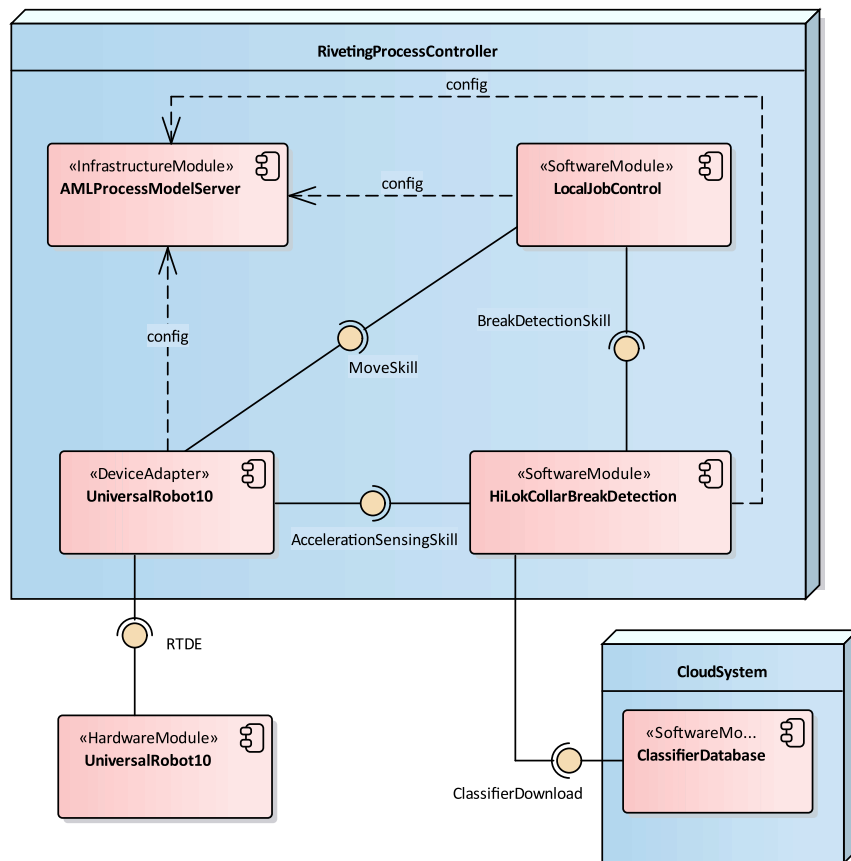 RivetingProcessController
config
«InfrastructureModule»
AMLProcessModelServer
config
«SoftwareModule»
LocalJobControl
BreakDetectionSkill
config
MoveSkill
«DeviceAdapter»
UniversalRobot10
«SoftwareModule»
HiLokCollarBreakDetection
AccelerationSensingSkill
RTDE
CloudSystem
«HardwareModule»
UniversalRobot10
«SoftwareMo...
ClassifierDatabase
ClassifierDownload